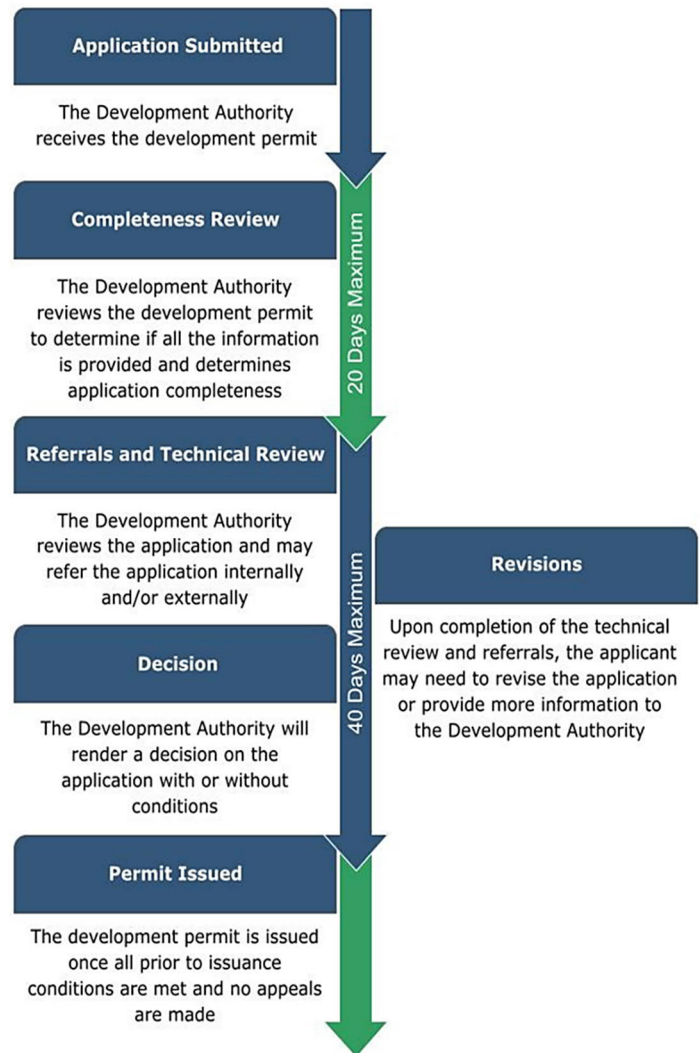 Application Submitted
The Development Authority
receives the development permit
Completeness Review
The Development Authority
reviews the development permit
to determine if all the information
is provided and determines
application completeness
20 Days Maximum
Referrals and Technical Review
The Development Authority
reviews the application and may
refer the application internally
and/or externally
Revisions
Upon completion of the technical
review and referrals, the applicant
may need to revise the application
or provide more information to
the Development Authority
Decision
The Development Authority will
render a decision on the
application with or without
conditions
40 Days Maximum
Permit Issued
The development permit is issued
once all prior to issuance
conditions are met and no appeals
are made